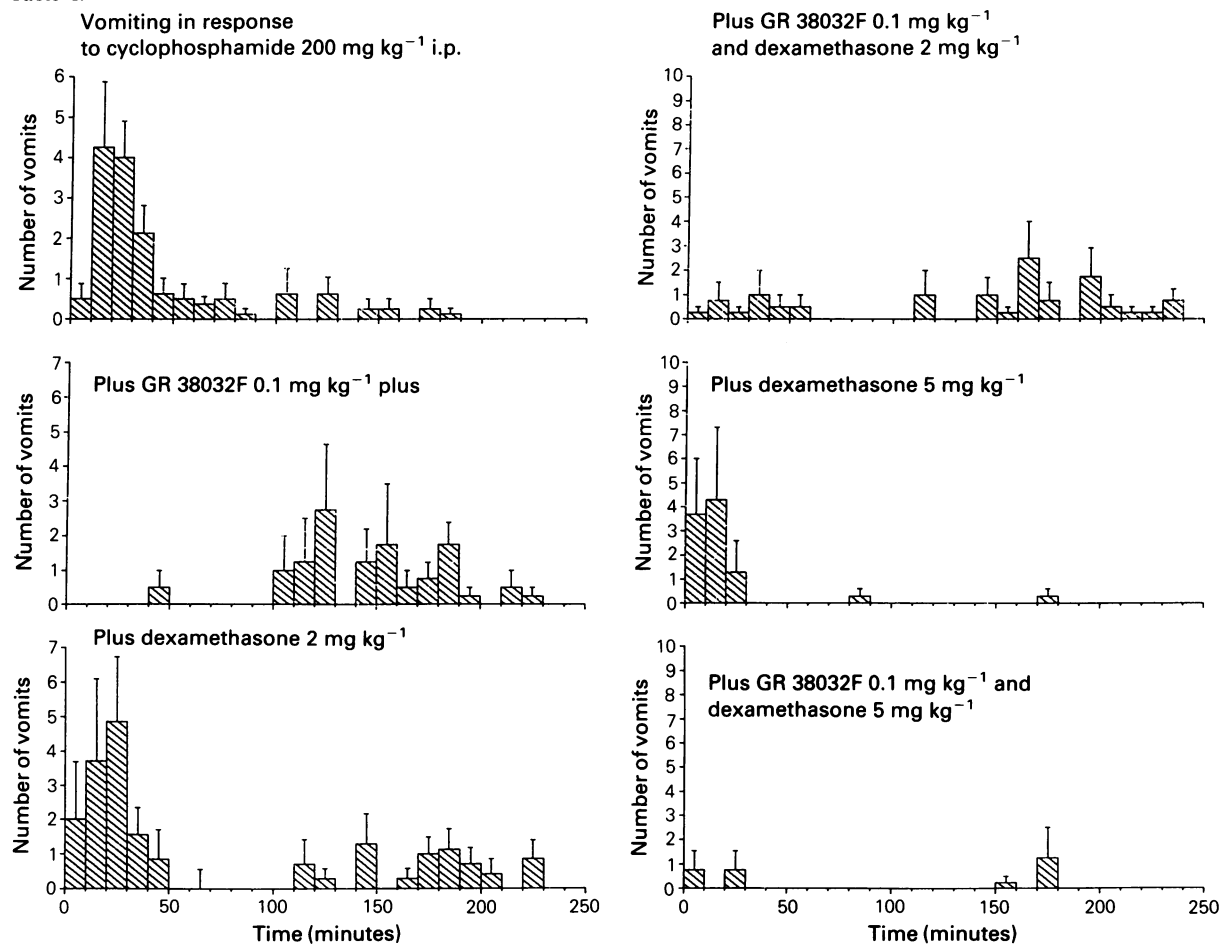 Vomiting in response
to cyclophosphamide 200 mg kg⁻¹ i.p.
Number of vomits
6
5
4
3
2
1
0
Plus GR 38032F 0.1 mg kg⁻¹ plus
Number of vomits
7
6
5
4
3
2
1
0
Plus dexamethasone 2 mg kg⁻¹
Number of vomits
7
6
5
4
3
2
1
0
0 50 100 150 200 250
Time (minutes)
Plus GR 38032F 0.1 mg kg⁻¹
and dexamethasone 2 mg kg⁻¹
Number of vomits
10
9
8
7
6
5
4
3
2
1
0
Plus dexamethasone 5 mg kg⁻¹
Number of vomits
10
9
8
7
6
5
4
3
2
1
0
Plus GR 38032F 0.1 mg kg⁻¹ and
dexamethasone 5 mg kg⁻¹
Number of vomits
10
9
8
7
6
5
4
3
2
1
0
0 50 100 150 200 250
Time (minutes)